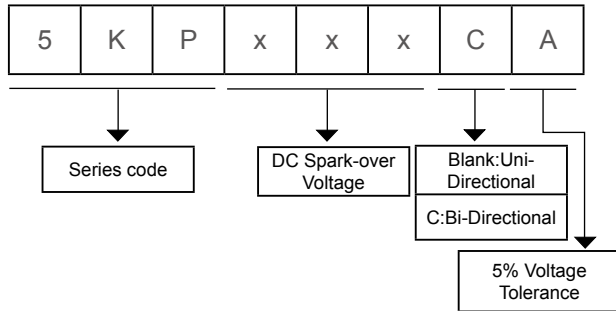 5 K P x x x C A
Series code
DC Spark-over
Voltage
Blank:Uni-
Directional
C:Bi-Directional
5% Voltage
Tolerance